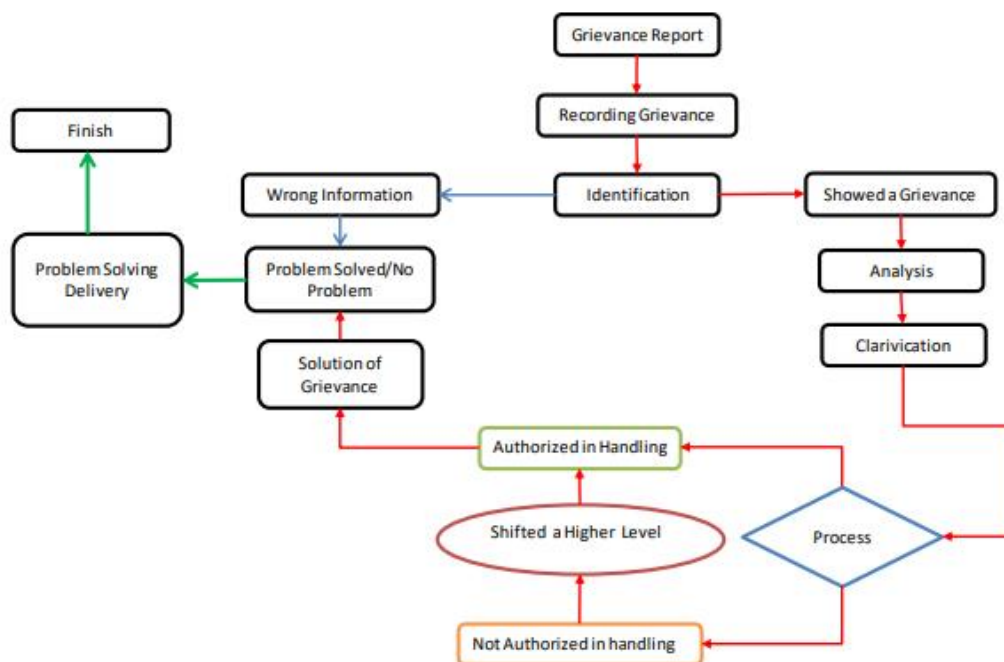 Grievance Report
Recording Grievance
Finish
Wrong Information
Identification
Showed a Grievance
Problem Solving
Delivery
Problem Solved/No
Problem
Analysis
Solution of
Grievance
Clarivication
Authorized in Handling
Shifted a Higher Level
Process
Not Authorized in handling